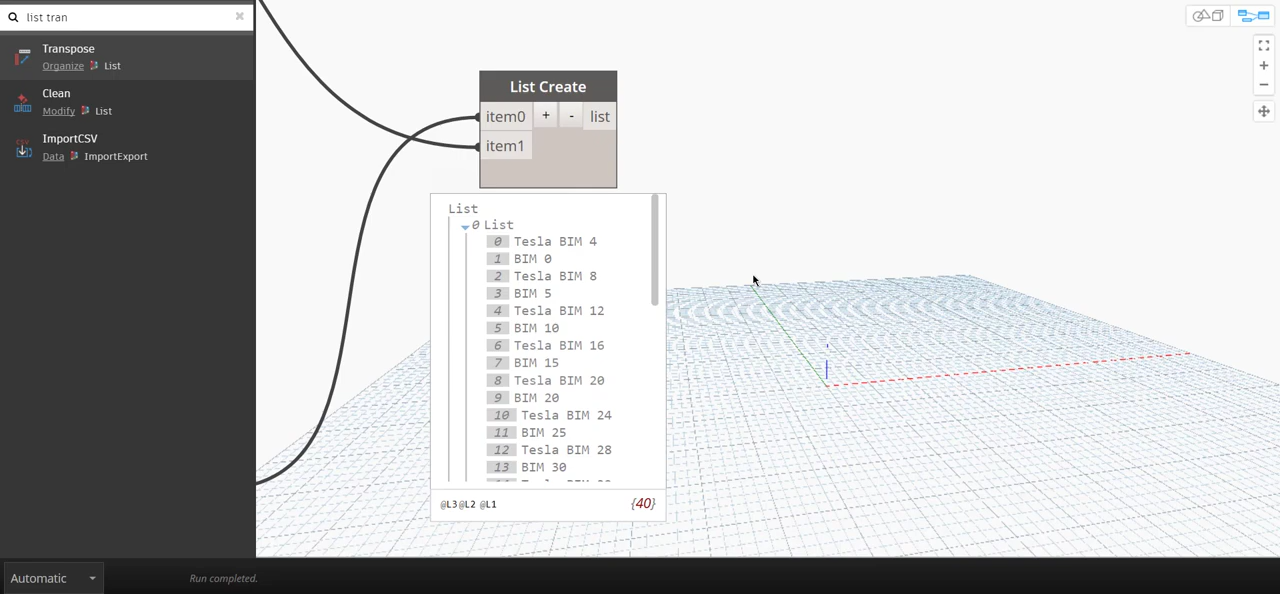 list tran
Transpose
Organize List
Clean
Modify List
ImportCSV
Data ImportExport
List Create
item0 + - list
item1
List
0 List
0 Tesla BIM 4
1 BIM 0
2 Tesla BIM 8
3 BIM 5
4 Tesla BIM 12
5 BIM 10
6 Tesla BIM 16
7 BIM 15
8 Tesla BIM 20
9 BIM 20
10 Tesla BIM 24
11 BIM 25
12 Tesla BIM 28
13 BIM 30
@L3 @L2 @L1 {40}
Automatic Run completed.